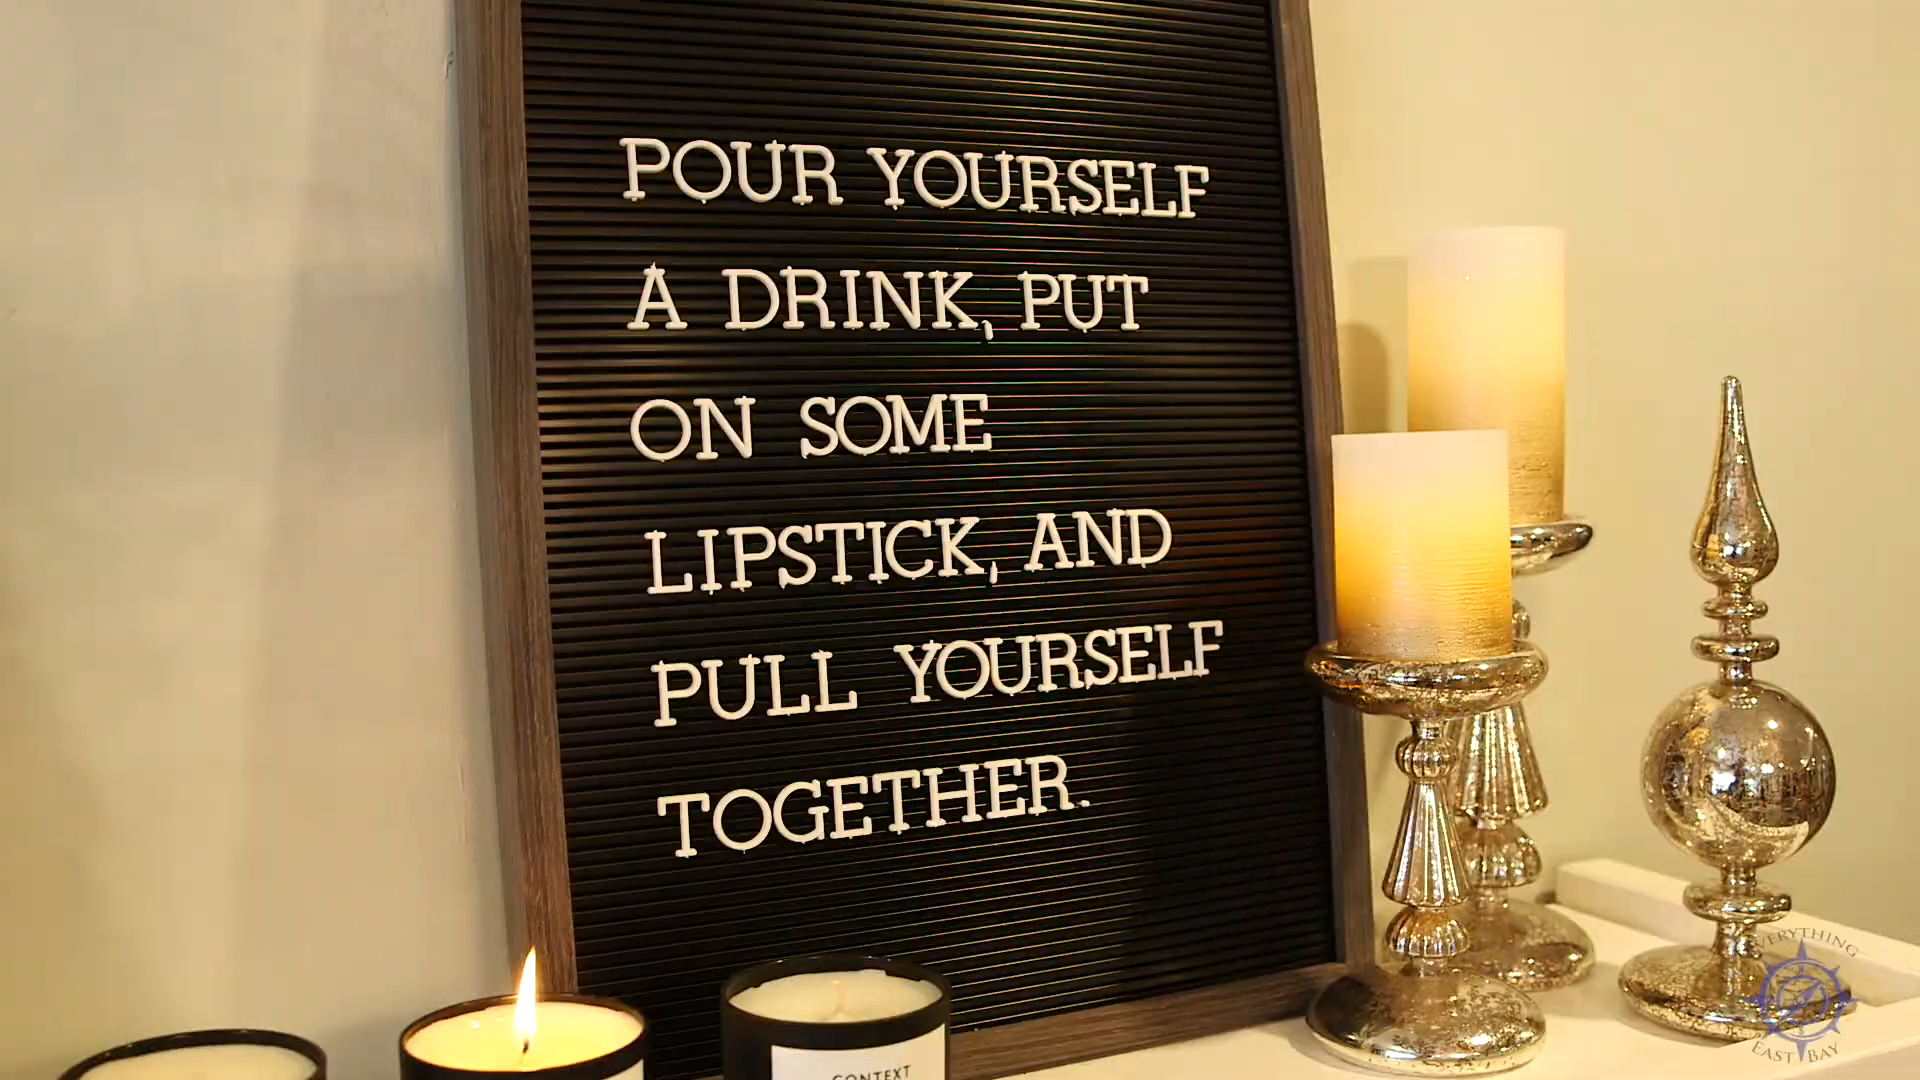 POUR YOURSELF
A DRINK, PUT
ON SOME
LIPSTICK, AND
PULL YOURSELF
TOGETHER.
CONTEXT
EVERYTHING
EAST BAY